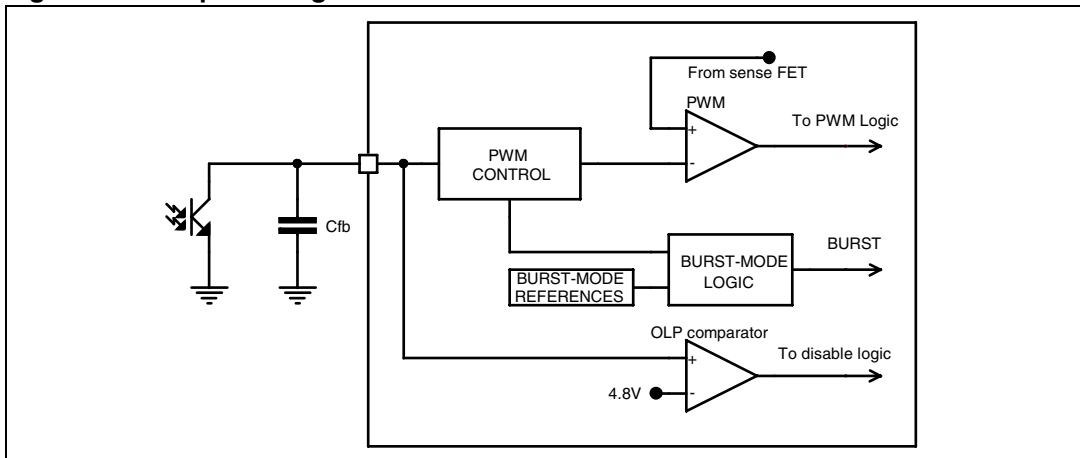 From sense FET
PWM
+
-
To PWM Logic
PWM
CONTROL
Cfb
BURST
BURST-MODE
LOGIC
BURST-MODE
REFERENCES
OLP comparator
+
-
To disable logic
4.8V